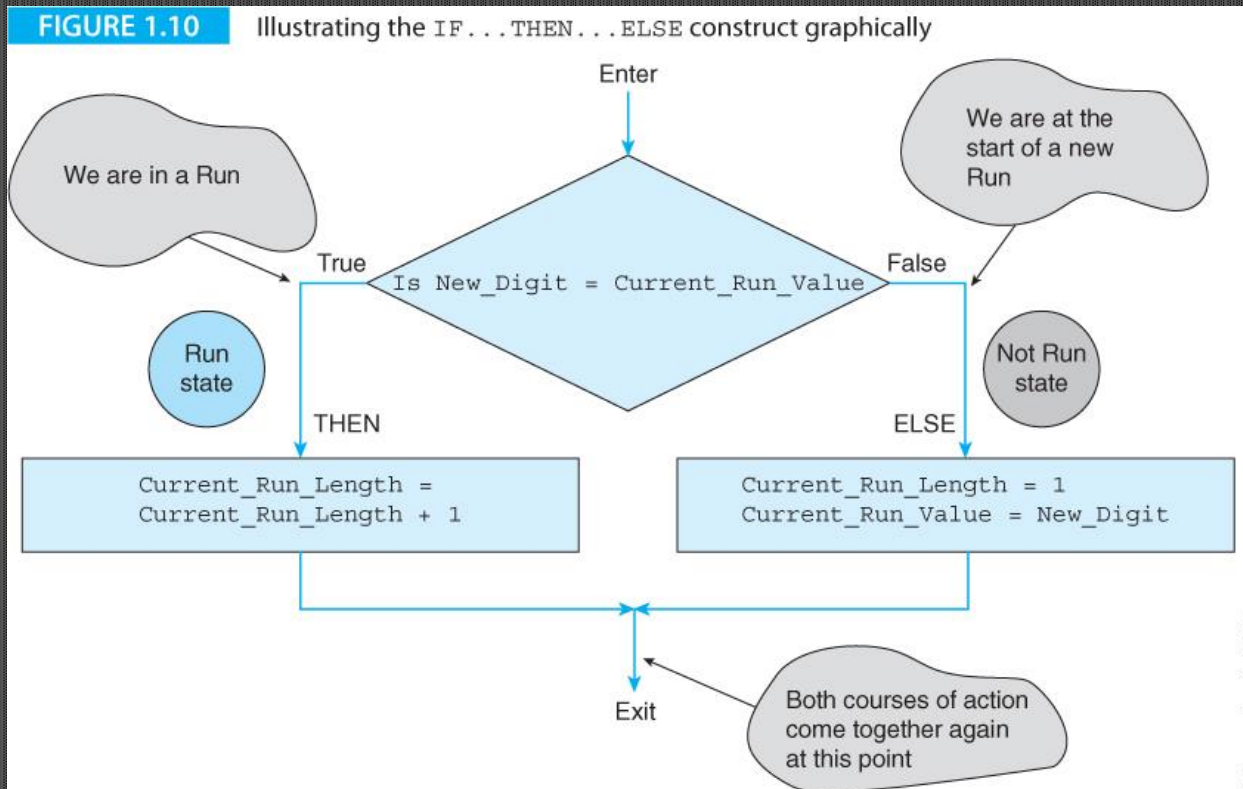 FIGURE 1.10 Illustrating the IF...THEN...ELSE construct graphically
Enter
We are in a Run
We are at the
start of a new
Run
True
Is New_Digit = Current_Run_Value
False
Run
state
Not Run
state
THEN
ELSE
Current_Run_Length =
Current_Run_Length + 1
Current_Run_Length = 1
Current_Run_Value = New_Digit
Exit
Both courses of action
come together again
at this point